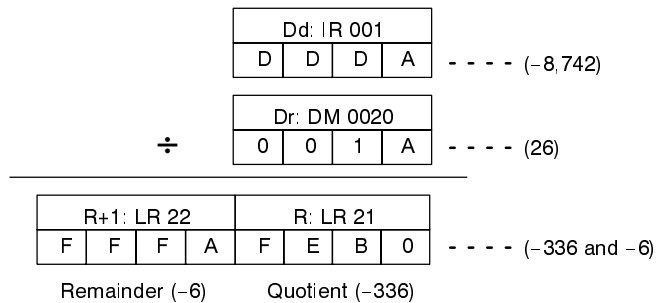 Dd: IR 001
D D D A - - - - (–8,742)
Dr: DM 0020
÷ 0 0 1 A - - - - (26)
R+1: LR 22 R: LR 21
F F F A F E B 0 - - - - (–336 and –6)
Remainder (–6) Quotient (–336)